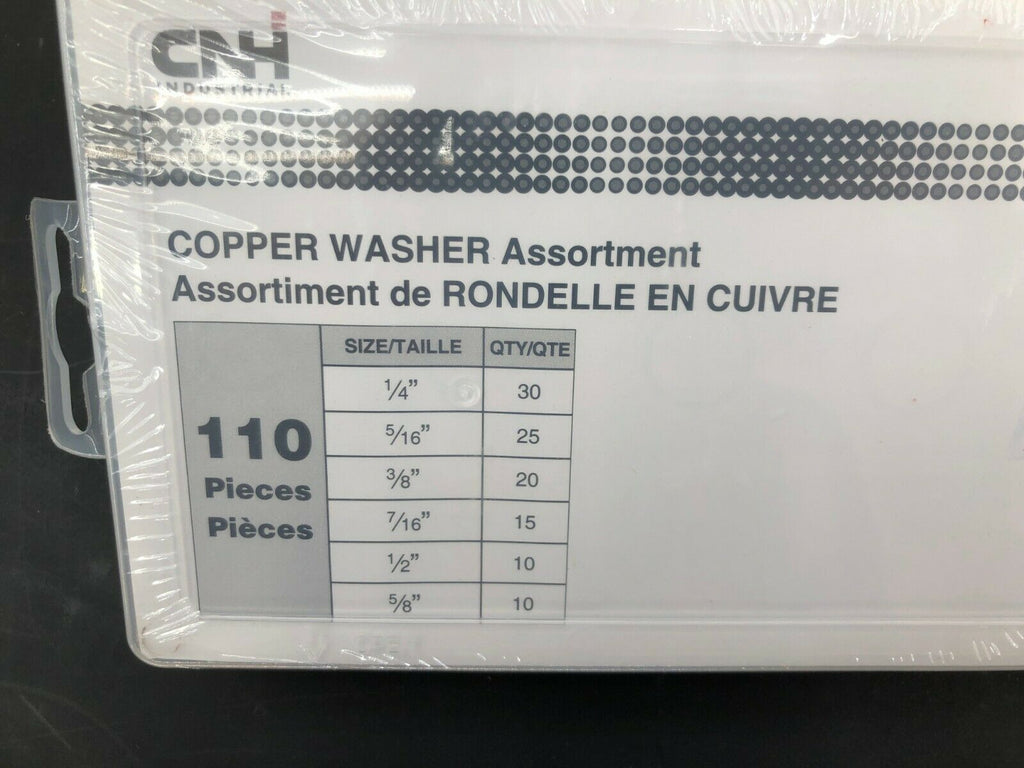 CNH
INDUSTRIAL
COPPER WASHER Assortment
Assortiment de RONDELLE EN CUIVRE
110
Pieces
Pièces
SIZE/TAILLE QTY/QTE
1/4” 30
5/16” 25
3/8” 20
7/16” 15
1/2” 10
5/8” 10